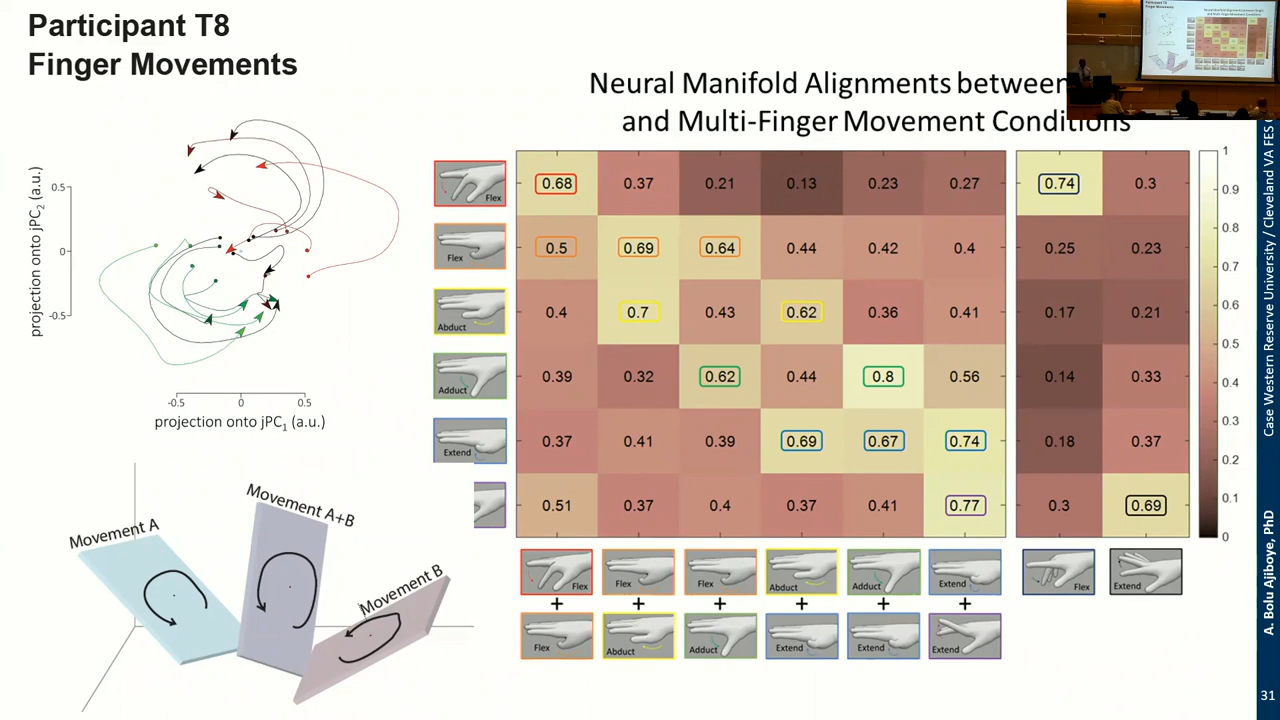 Participant T8
Finger Movements
Neural Manifold Alignments between
and Multi-Finger Movement Conditions
projection onto jPC2 (a.u.)
0.5
0
-0.5
-0.5
0
0.5
projection onto jPC1 (a.u.)
Movement A
Movement A+B
Movement B
Flex
0.68 0.37 0.21 0.13 0.23 0.27 0.74 0.3
Flex
0.5 0.69 0.64 0.44 0.42 0.4 0.25 0.23
Abduct
0.4 0.7 0.43 0.62 0.36 0.41 0.17 0.21
Adduct
0.39 0.32 0.62 0.44 0.8 0.56 0.14 0.33
Extend
0.37 0.41 0.39 0.69 0.67 0.74 0.18 0.37
0.51 0.37 0.4 0.37 0.41 0.77 0.3 0.69
Flex Flex Flex Abduct Adduct Extend Flex Extend
+ + + + + +
Flex Abduct Adduct Extend Extend Extend
1
0.9
0.8
0.7
0.6
0.5
0.4
0.3
0.2
0.1
0
Case Western Reserve University / Cleveland VA FES
A. Bolu Ajiboye, PhD
31